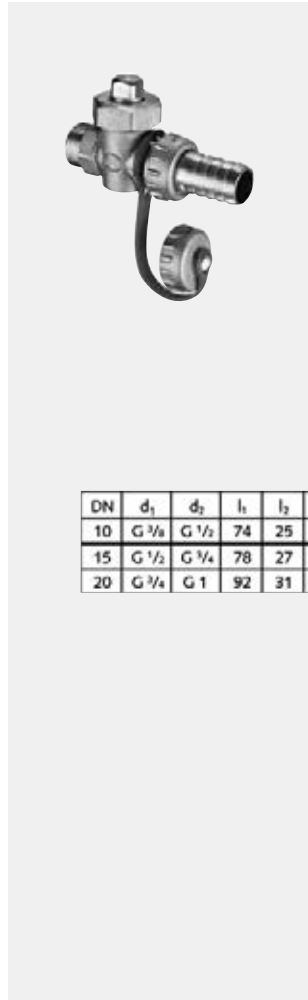 DN d₁ d₂ l₁ l₂
10 G ³/₈ G ¹/₂ 74 25
15 G ¹/₂ G ³/₄ 78 27
20 G ³/₄ G 1 92 31